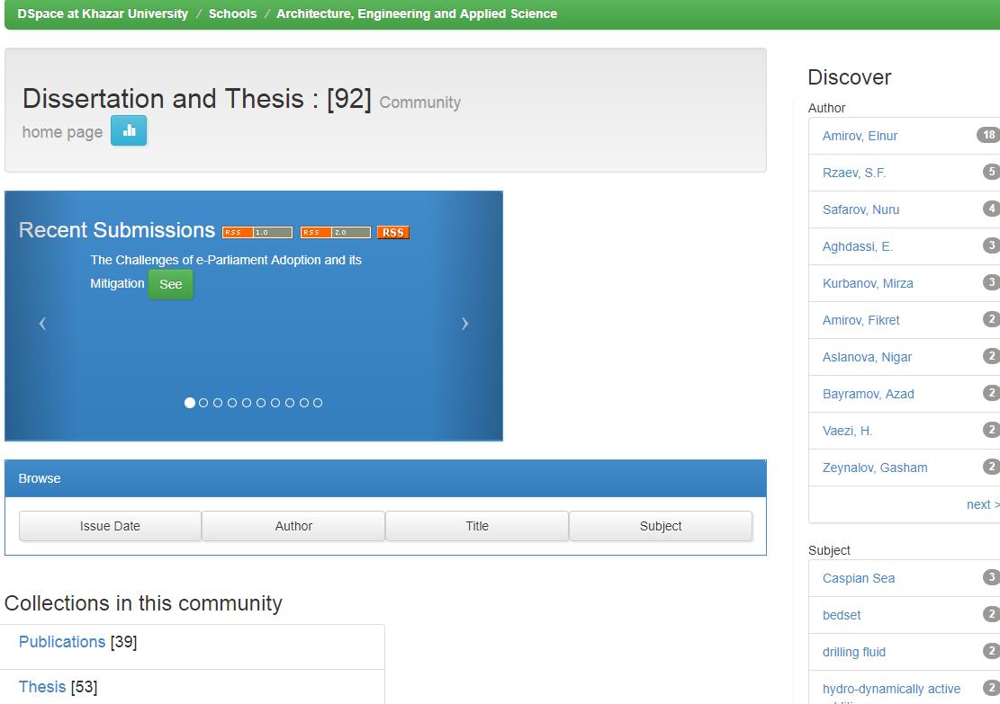 DSpace at Khazar University / Schools / Architecture, Engineering and Applied Science
Dissertation and Thesis : [92] Community
home page
Recent Submissions RSS 1.0 RSS 2.0 RSS
The Challenges of e-Parliament Adoption and its
Mitigation See
‹ ›
Browse
Issue Date Author Title Subject
Collections in this community
Publications [39]
Thesis [53]
Discover
Author
Amirov, Elnur 18
Rzaev, S.F. 5
Safarov, Nuru 4
Aghdassi, E. 3
Kurbanov, Mirza 3
Amirov, Fikret 2
Aslanova, Nigar 2
Bayramov, Azad 2
Vaezi, H. 2
Zeynalov, Gasham 2
next >
Subject
Caspian Sea 3
bedset 2
drilling fluid 2
hydro-dynamically active 2